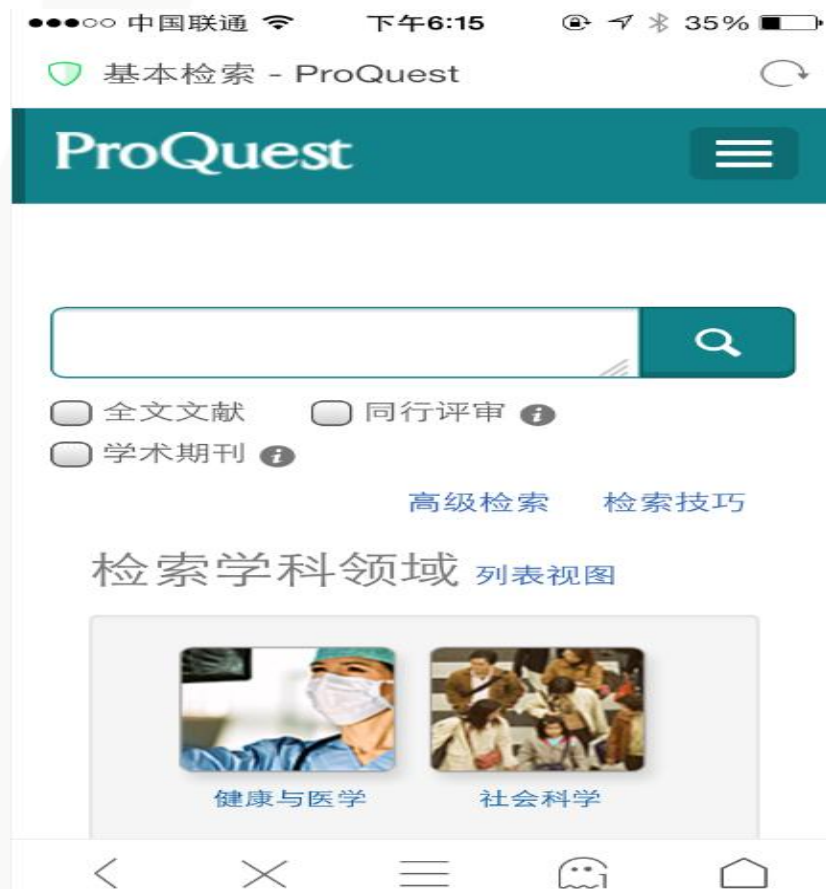 中国联通 下午6:15 35%
基本检索 - ProQuest
ProQuest
全文文献 同行评审
学术期刊
高级检索 检索技巧
检索学科领域 列表视图
健康与医学 社会科学